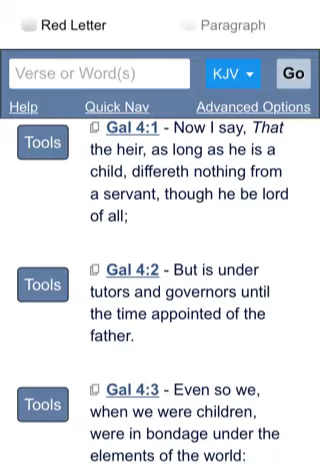 Red Letter Paragraph
Verse or Word(s) KJV Go
Help Quick Nav Advanced Options
Tools
Gal 4:1 - Now I say, That
the heir, as long as he is a
child, differeth nothing from
a servant, though he be lord
of all;
Tools
Gal 4:2 - But is under
tutors and governors until
the time appointed of the
father.
Tools
Gal 4:3 - Even so we,
when we were children,
were in bondage under the
elements of the world: